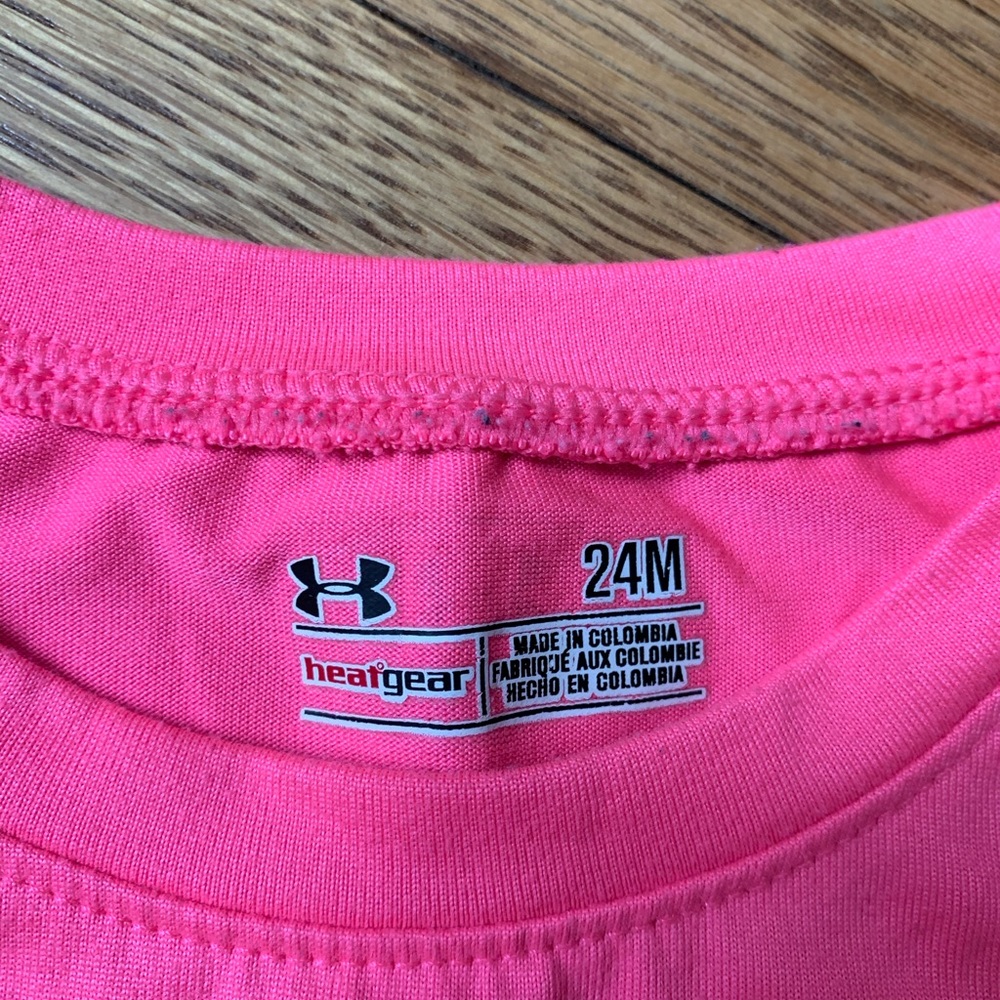 24M
heatgear
MADE IN COLOMBIA
FABRIQUÉ AUX COLOMBIE
HECHO EN COLOMBIA